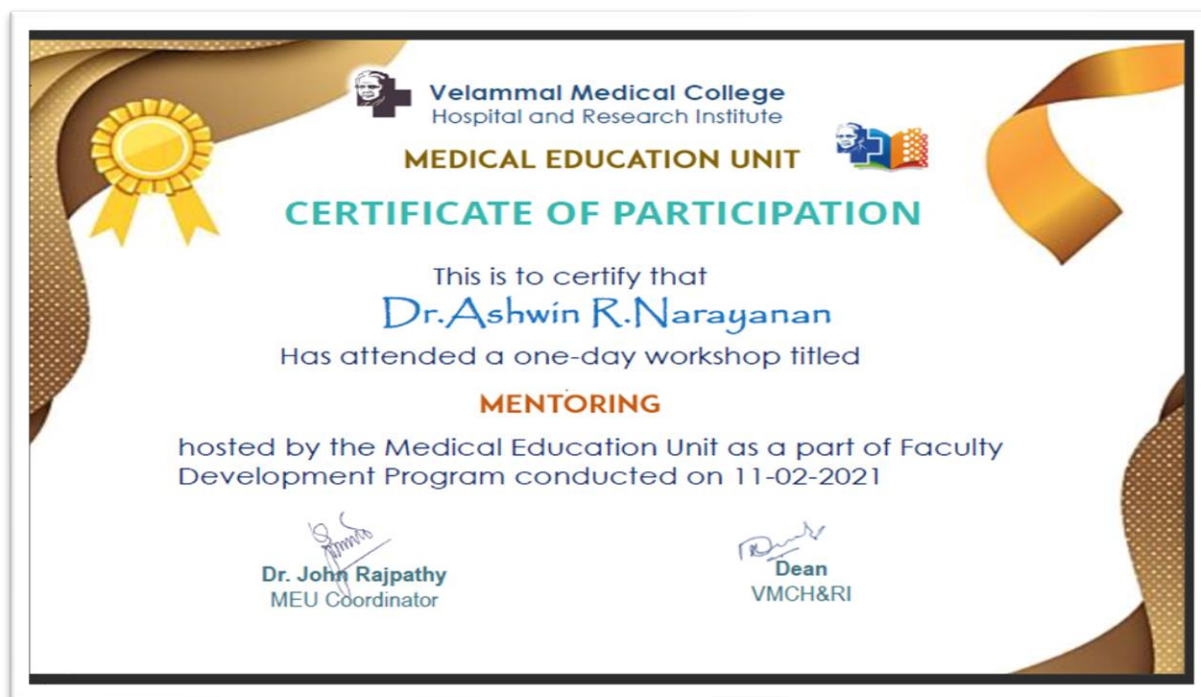 Velammal Medical College
Hospital and Research Institute
MEDICAL EDUCATION UNIT
CERTIFICATE OF PARTICIPATION
This is to certify that
Dr.Ashwin R.Narayanan
Has attended a one-day workshop titled
MENTORING
hosted by the Medical Education Unit as a part of Faculty
Development Program conducted on 11-02-2021
Dr. John Rajpathy
MEU Coordinator
Dean
VMCH&RI